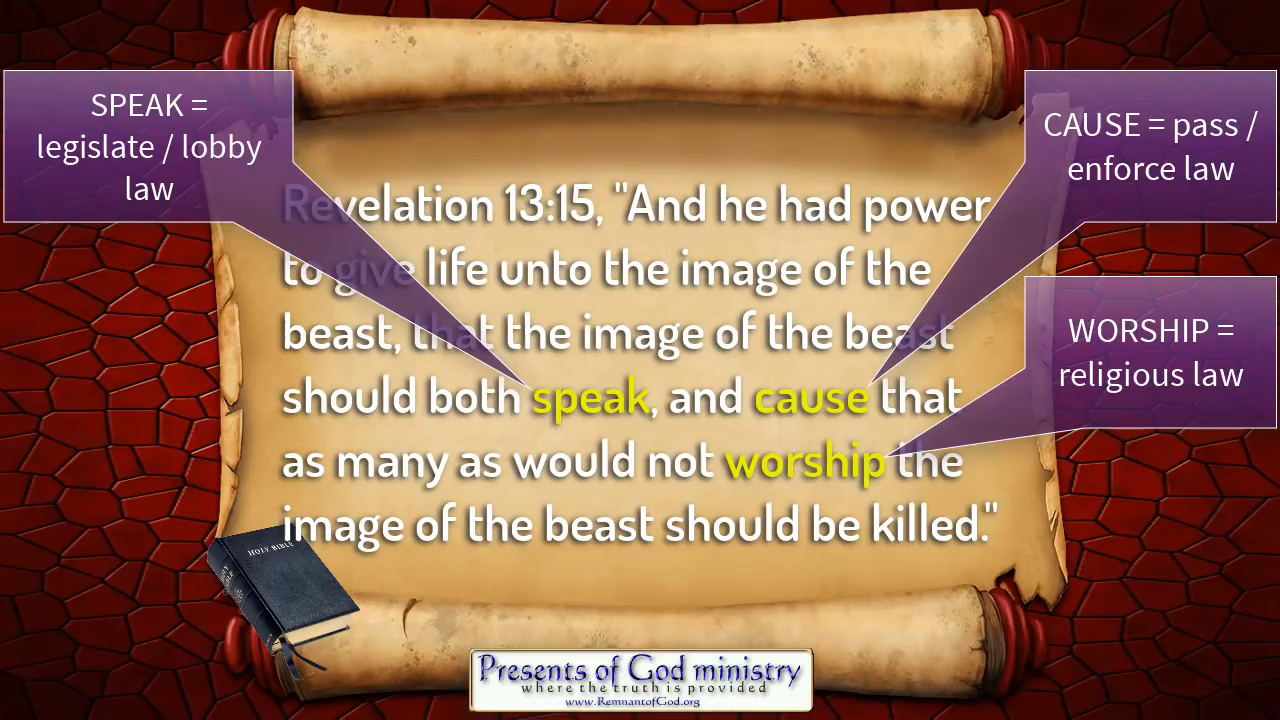 SPEAK =
legislate / lobby
law
CAUSE = pass /
enforce law
WORSHIP =
religious law
Revelation 13:15, "And he had power
to give life unto the image of the
beast, that the image of the beast
should both speak, and cause that
as many as would not worship the
image of the beast should be killed."
HOLY BIBLE
Presents of God ministry
where the truth is provided
www.RemnantofGod.org